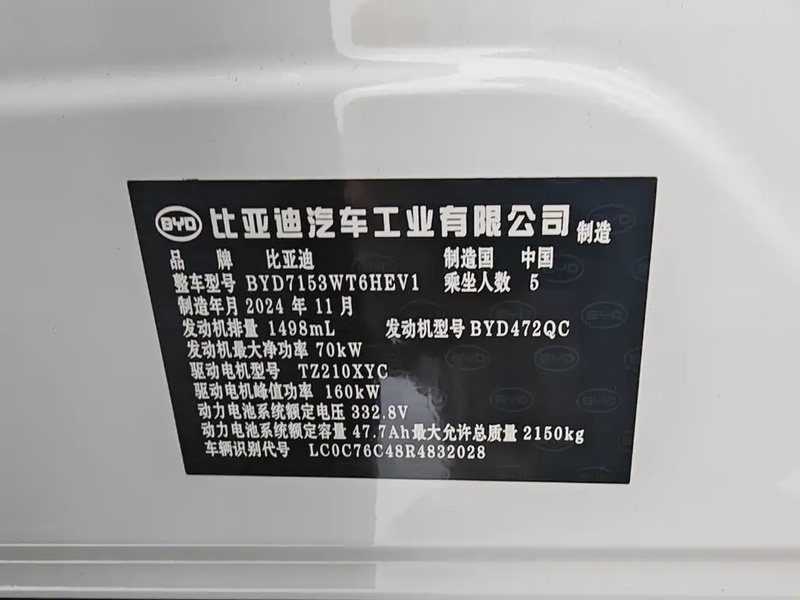 BYD 比亚迪汽车工业有限公司 制造
品 牌 比亚迪 制造国 中国
整车型号 BYD7153WT6HEV1 乘坐人数 5
制造年月 2024 年 11 月
发动机排量 1498mL 发动机型号 BYD472QC
发动机最大净功率 70kW
驱动电机型号 TZ210XYC
驱动电机峰值功率 160kW
动力电池系统额定电压 332.8V
动力电池系统额定容量 47.7Ah 最大允许总质量 2150kg
车辆识别代号 LC0C76C48R4832028